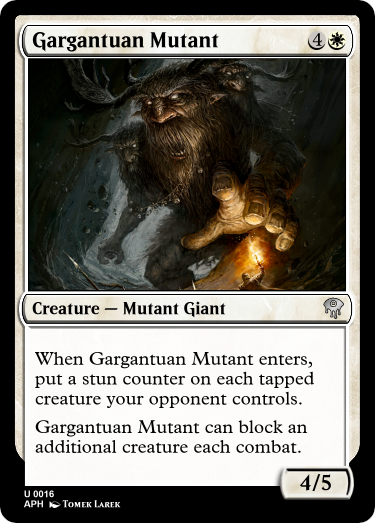 Gargantuan Mutant 4
Creature — Mutant Giant
When Gargantuan Mutant enters,
put a stun counter on each tapped
creature your opponent controls.
Gargantuan Mutant can block an
additional creature each combat.
4/5
U 0016
APH Tomek Larek